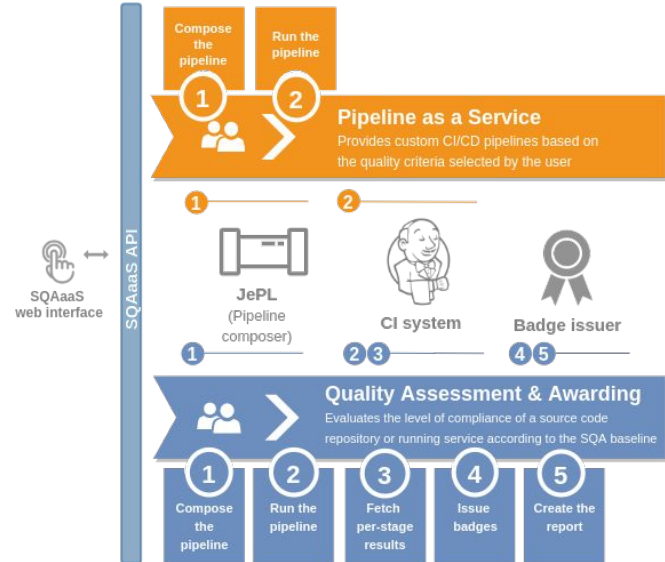 Compose
the
pipeline
Run the
pipeline
1
2
Pipeline as a Service
Provides custom CI/CD pipelines based on
the quality criteria selected by the user
1
2
SQAaaS API
SQAaaS
web interface
JePL
(Pipeline
composer)
CI system
Badge issuer
1
2 3
4 5
Quality Assessment & Awarding
Evaluates the level of compliance of a source code
repository or running service according to the SQA baseline
1
2
3
4
5
Compose
the
pipeline
Run the
pipeline
Fetch
per-stage
results
Issue
badges
Create the
report